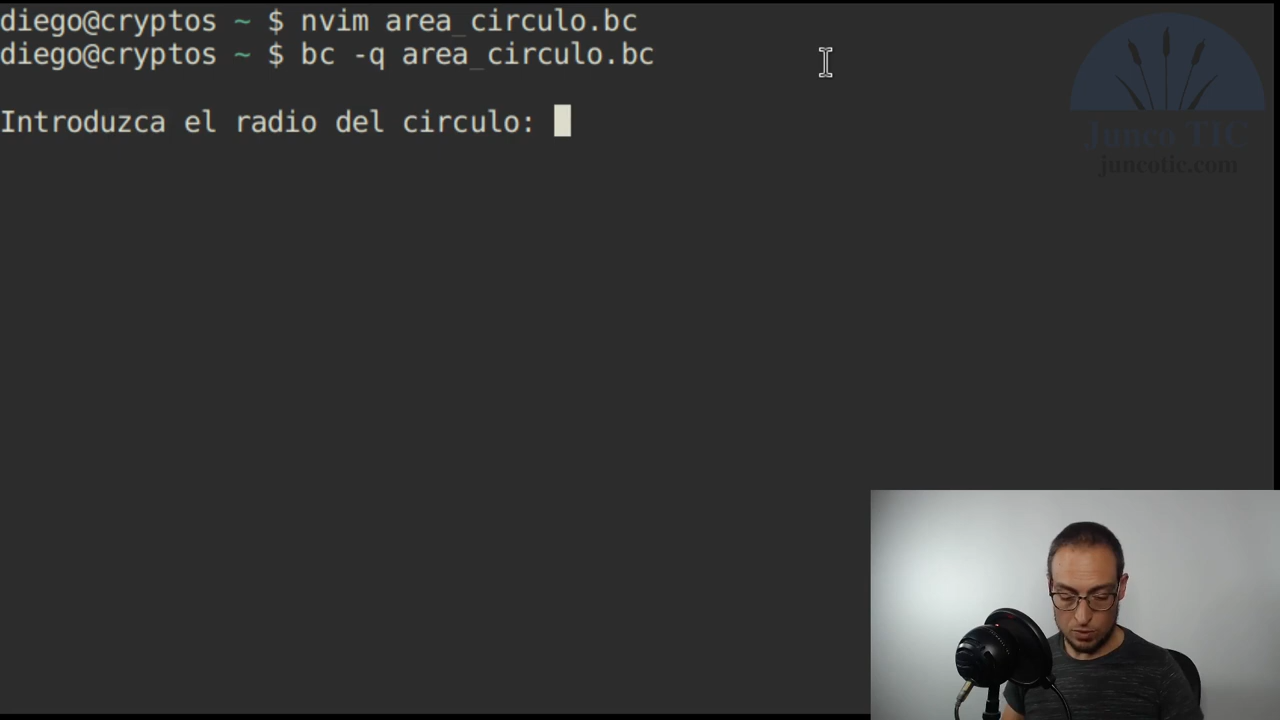 diego@cryptos ~ $ nvim area_circulo.bc
diego@cryptos ~ $ bc -q area_circulo.bc
Introduzca el radio del circulo:
Junco TIC
juncotic.com